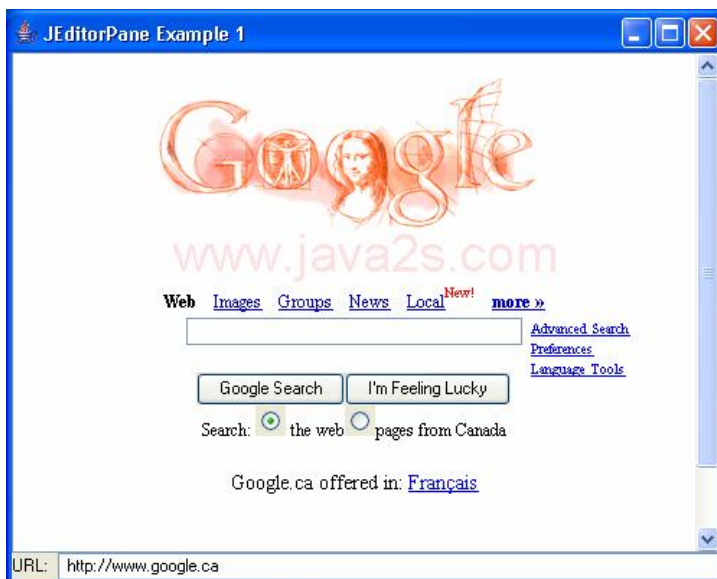 JEditorPane Example 1
Google
www.java2s.com
Web Images Groups News Local New! more »
Advanced Search
Preferences
Language Tools
Google Search I'm Feeling Lucky
Search: the web pages from Canada
Google.ca offered in: Français
URL: http://www.google.ca